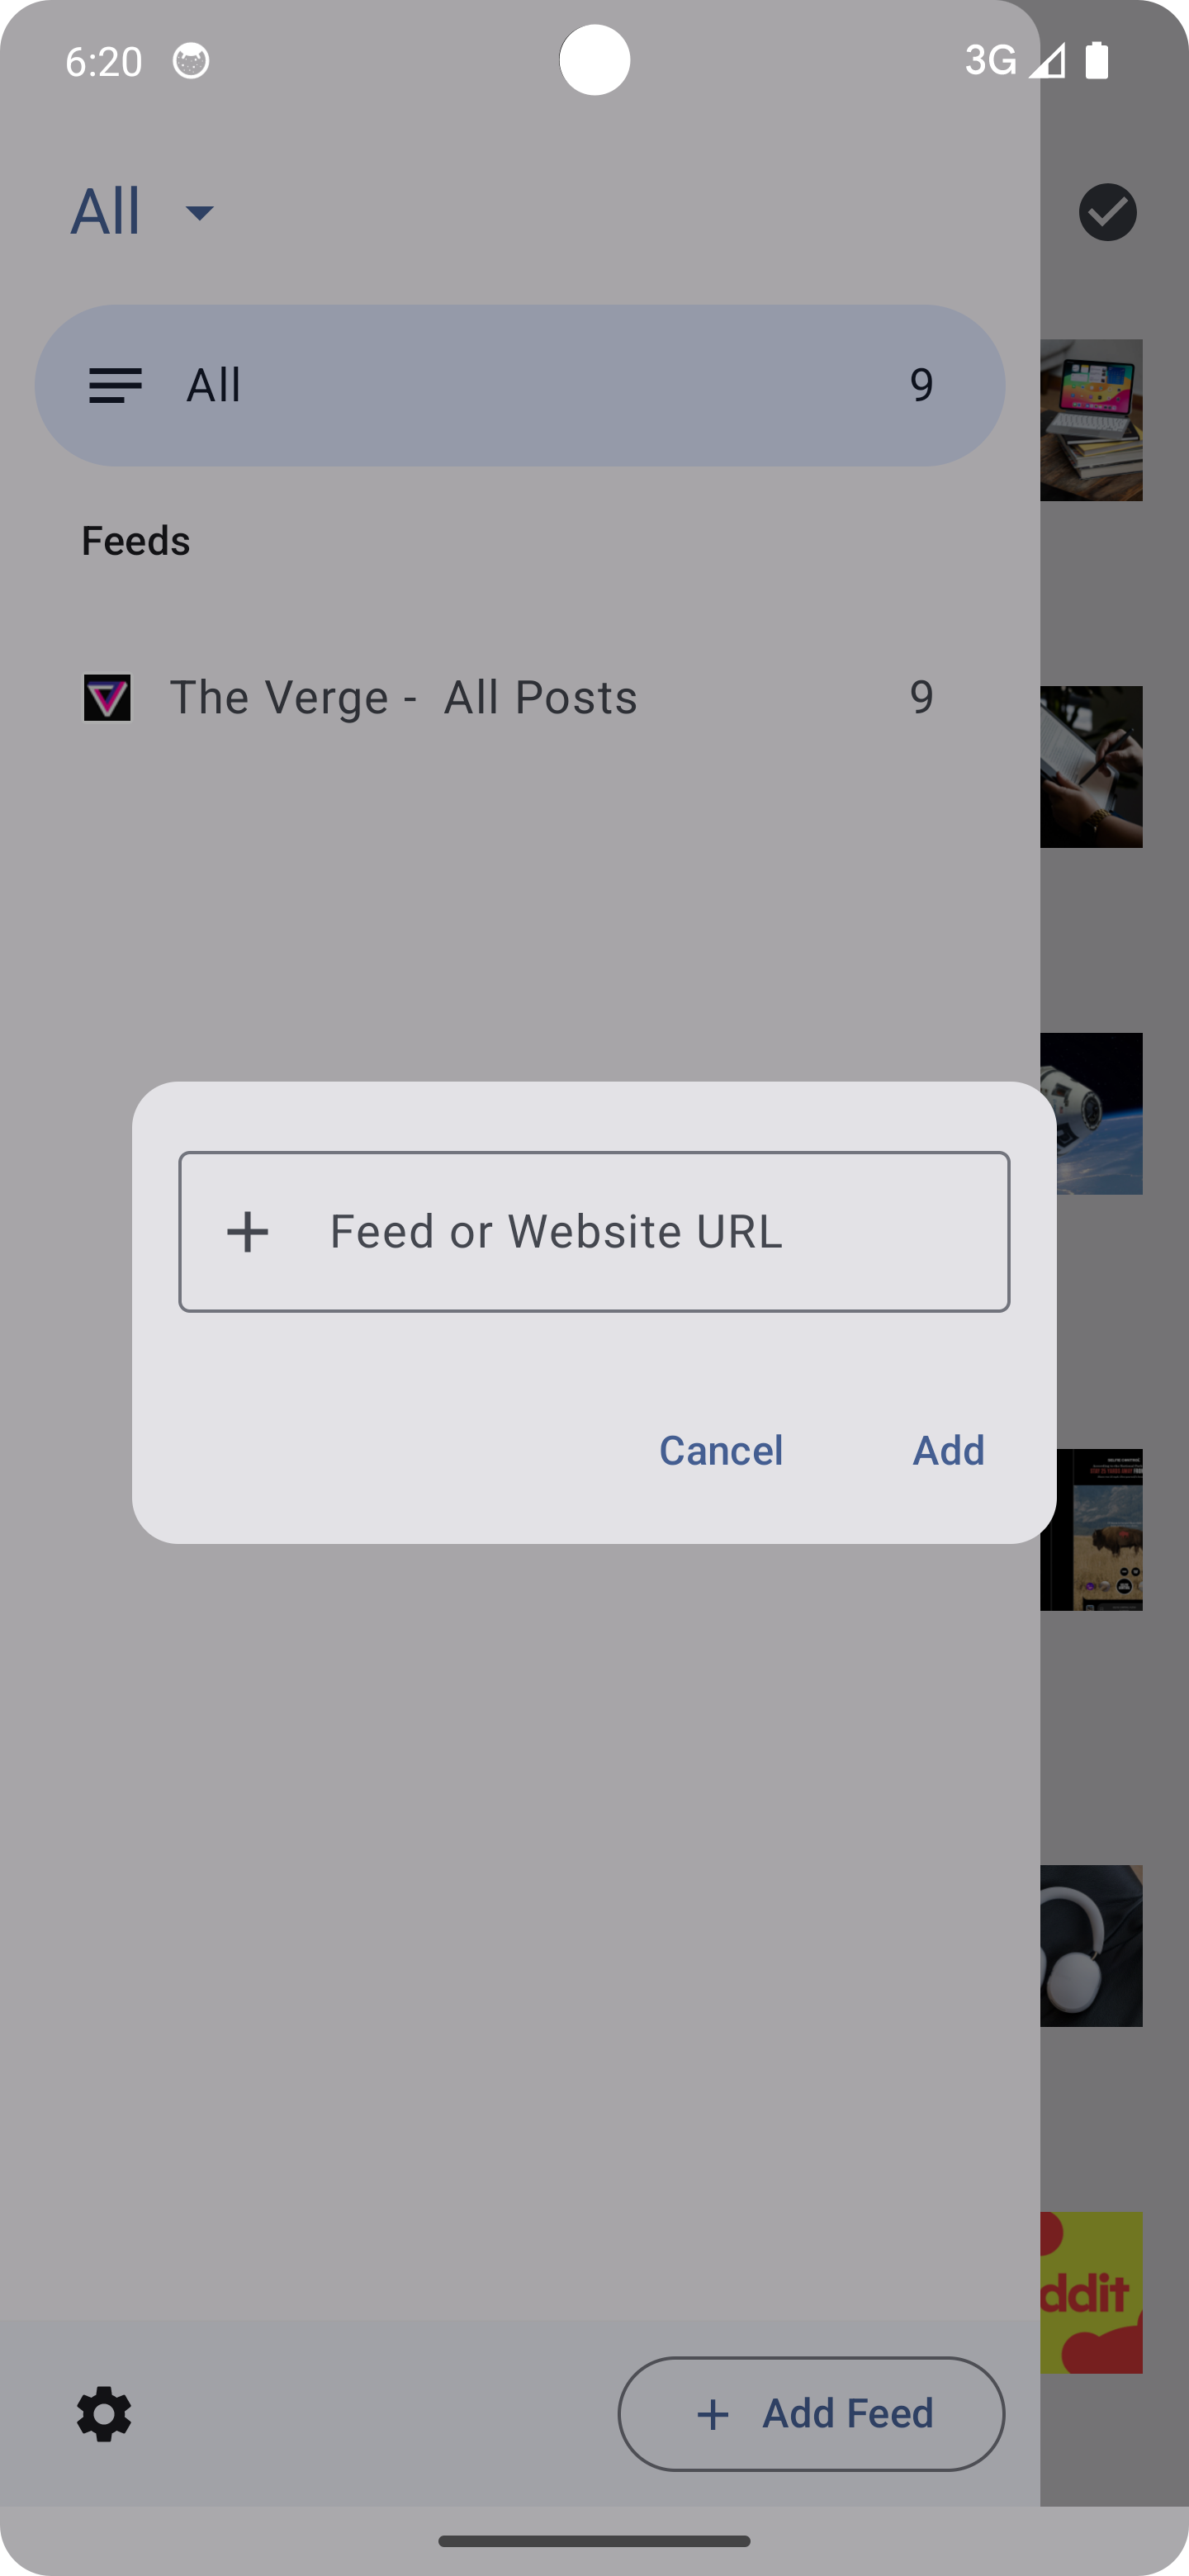 6:20
3G
All
All 9
Feeds
The Verge - All Posts 9
Feed or Website URL
Cancel Add
ddit
Add Feed